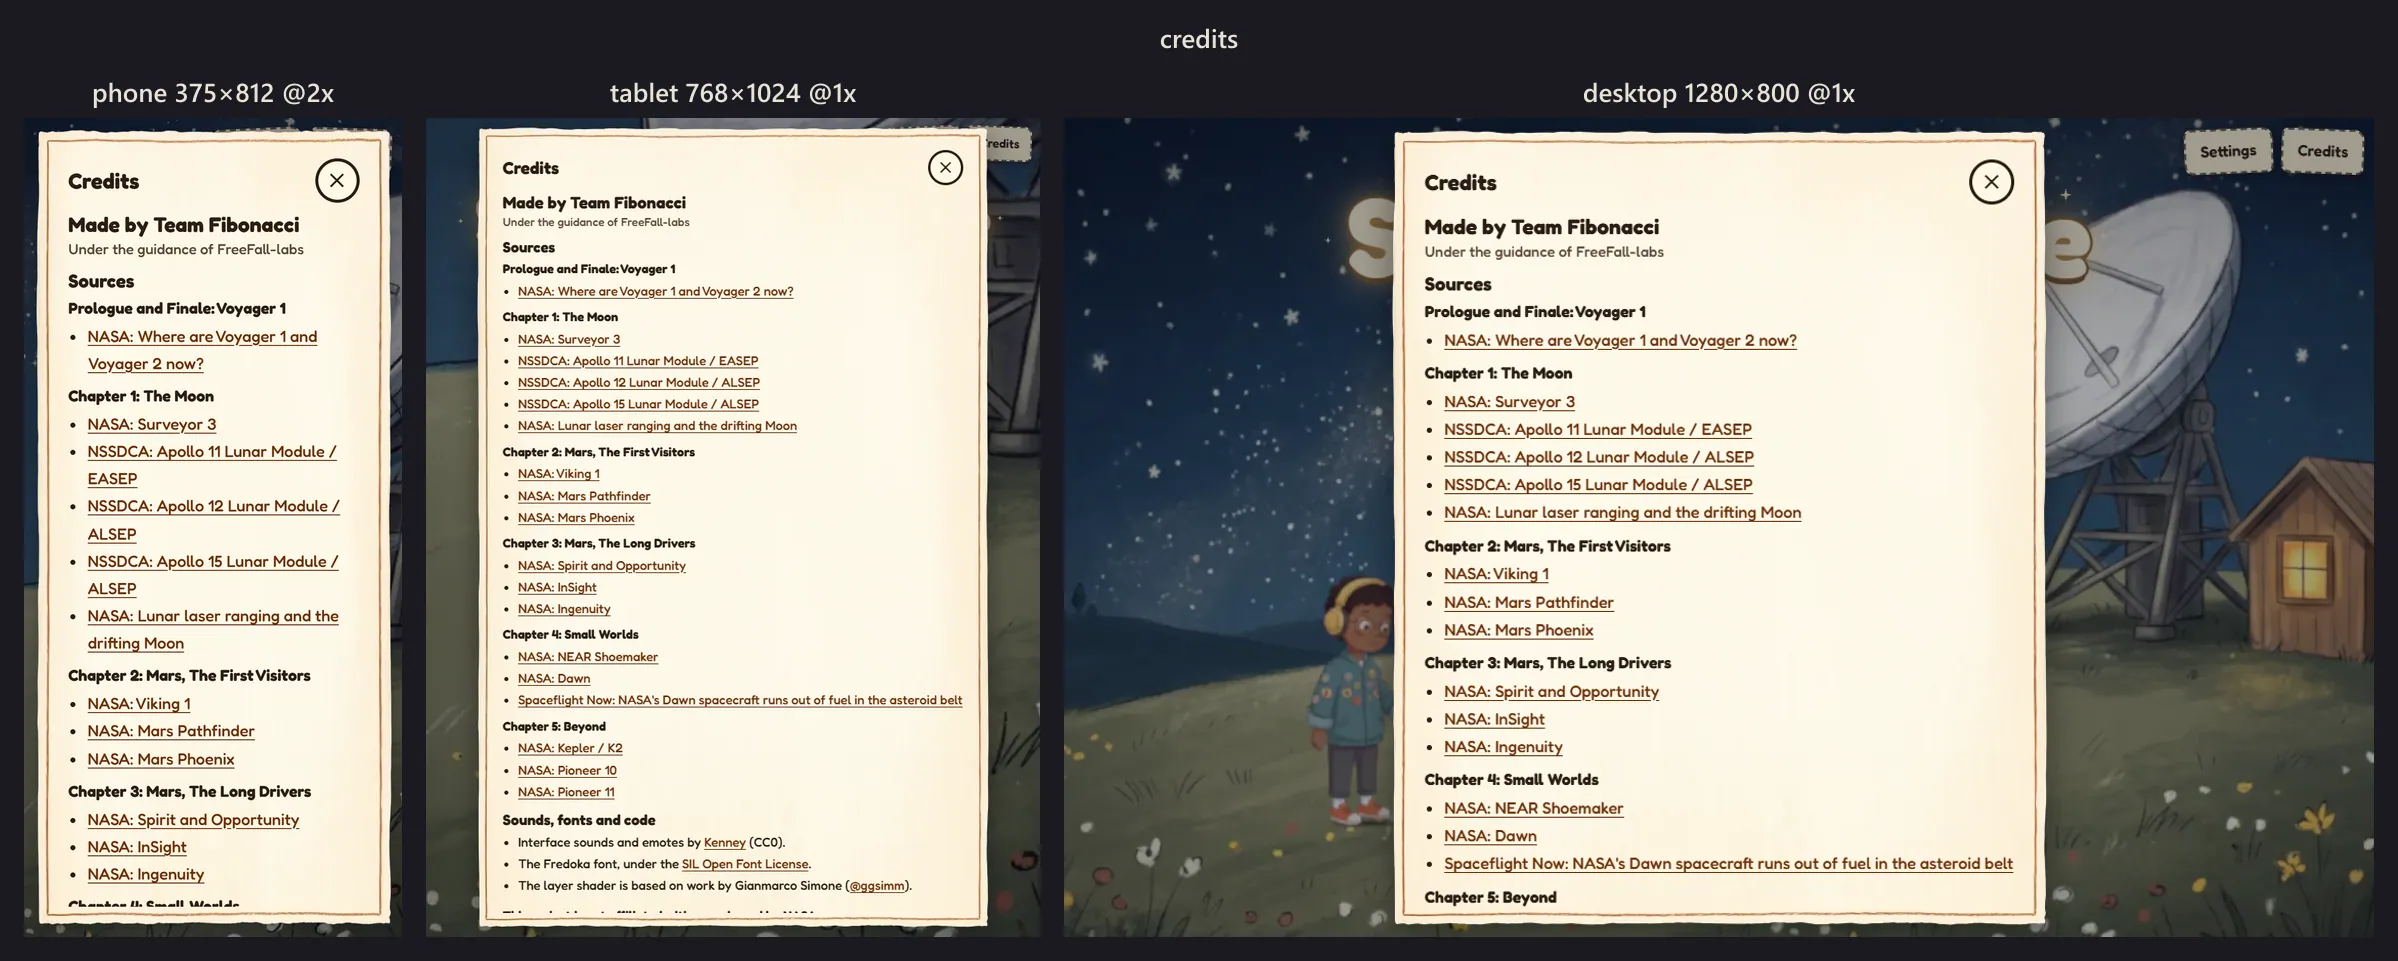 credits
phone 375×812 @2x
Credits
Made by Team Fibonacci
Under the guidance of FreeFall-labs
Sources
Prologue and Finale: Voyager 1
NASA: Where are Voyager 1 and
Voyager 2 now?
Chapter 1: The Moon
NASA: Surveyor 3
NSSDCA: Apollo 11 Lunar Module /
EASEP
NSSDCA: Apollo 12 Lunar Module /
ALSEP
NSSDCA: Apollo 15 Lunar Module /
ALSEP
NASA: Lunar laser ranging and the
drifting Moon
Chapter 2: Mars, The First Visitors
NASA: Viking 1
NASA: Mars Pathfinder
NASA: Mars Phoenix
Chapter 3: Mars, The Long Drivers
NASA: Spirit and Opportunity
NASA: InSight
NASA: Ingenuity
Chapter 4: Small Worlds
tablet 768×1024 @1x
Credits
Credits
Made by Team Fibonacci
Under the guidance of FreeFall-labs
Sources
Prologue and Finale: Voyager 1
NASA: Where are Voyager 1 and Voyager 2 now?
Chapter 1: The Moon
NASA: Surveyor 3
NSSDCA: Apollo 11 Lunar Module / EASEP
NSSDCA: Apollo 12 Lunar Module / ALSEP
NSSDCA: Apollo 15 Lunar Module / ALSEP
NASA: Lunar laser ranging and the drifting Moon
Chapter 2: Mars, The First Visitors
NASA: Viking 1
NASA: Mars Pathfinder
NASA: Mars Phoenix
Chapter 3: Mars, The Long Drivers
NASA: Spirit and Opportunity
NASA: InSight
NASA: Ingenuity
Chapter 4: Small Worlds
NASA: NEAR Shoemaker
NASA: Dawn
Spaceflight Now: NASA's Dawn spacecraft runs out of fuel in the asteroid belt
Chapter 5: Beyond
NASA: Kepler / K2
NASA: Pioneer 10
NASA: Pioneer 11
Sounds, fonts and code
Interface sounds and emotes by Kenney (CC0).
The Fredoka font, under the SIL Open Font License.
The layer shader is based on work by Gianmarco Simone (@ggsimm).
desktop 1280×800 @1x
Settings
Credits
Credits
Made by Team Fibonacci
Under the guidance of FreeFall-labs
Sources
Prologue and Finale: Voyager 1
NASA: Where are Voyager 1 and Voyager 2 now?
Chapter 1: The Moon
NASA: Surveyor 3
NSSDCA: Apollo 11 Lunar Module / EASEP
NSSDCA: Apollo 12 Lunar Module / ALSEP
NSSDCA: Apollo 15 Lunar Module / ALSEP
NASA: Lunar laser ranging and the drifting Moon
Chapter 2: Mars, The First Visitors
NASA: Viking 1
NASA: Mars Pathfinder
NASA: Mars Phoenix
Chapter 3: Mars, The Long Drivers
NASA: Spirit and Opportunity
NASA: InSight
NASA: Ingenuity
Chapter 4: Small Worlds
NASA: NEAR Shoemaker
NASA: Dawn
Spaceflight Now: NASA's Dawn spacecraft runs out of fuel in the asteroid belt
Chapter 5: Beyond
S
e